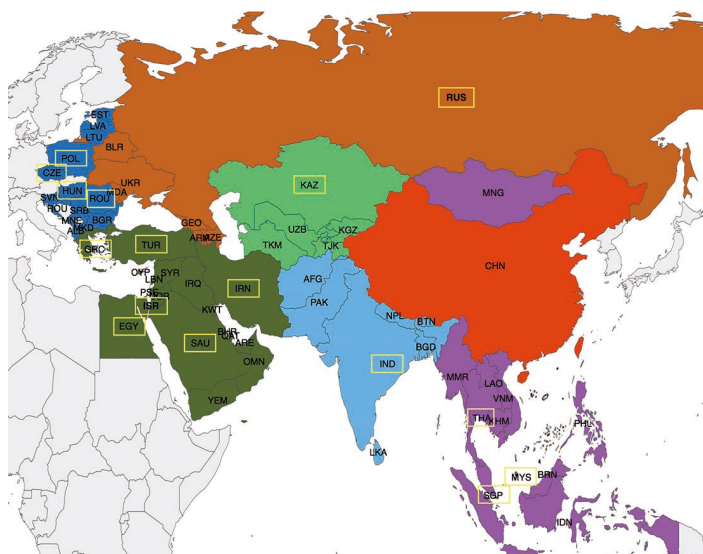 RUS
EST
LVA
LTU
BLR
POL
CZE
UKR
HUN
ROU
MDA
SVN
ROU
SRB
MNE
BGR
MKD
ALB
GRC
TUR
GEO
ARM
AZE
KAZ
UZB
KGZ
TKM
TJK
MNG
CHN
SYR
LBN
IRQ
IRN
PSE
ISR
KWT
EGY
SAU
BHR
QAT
ARE
OMN
YEM
AFG
PAK
NPL
BTN
BGD
IND
LKA
MMR
LAO
VNM
THA
KHM
PHL
MYS
BRN
SGP
IDN